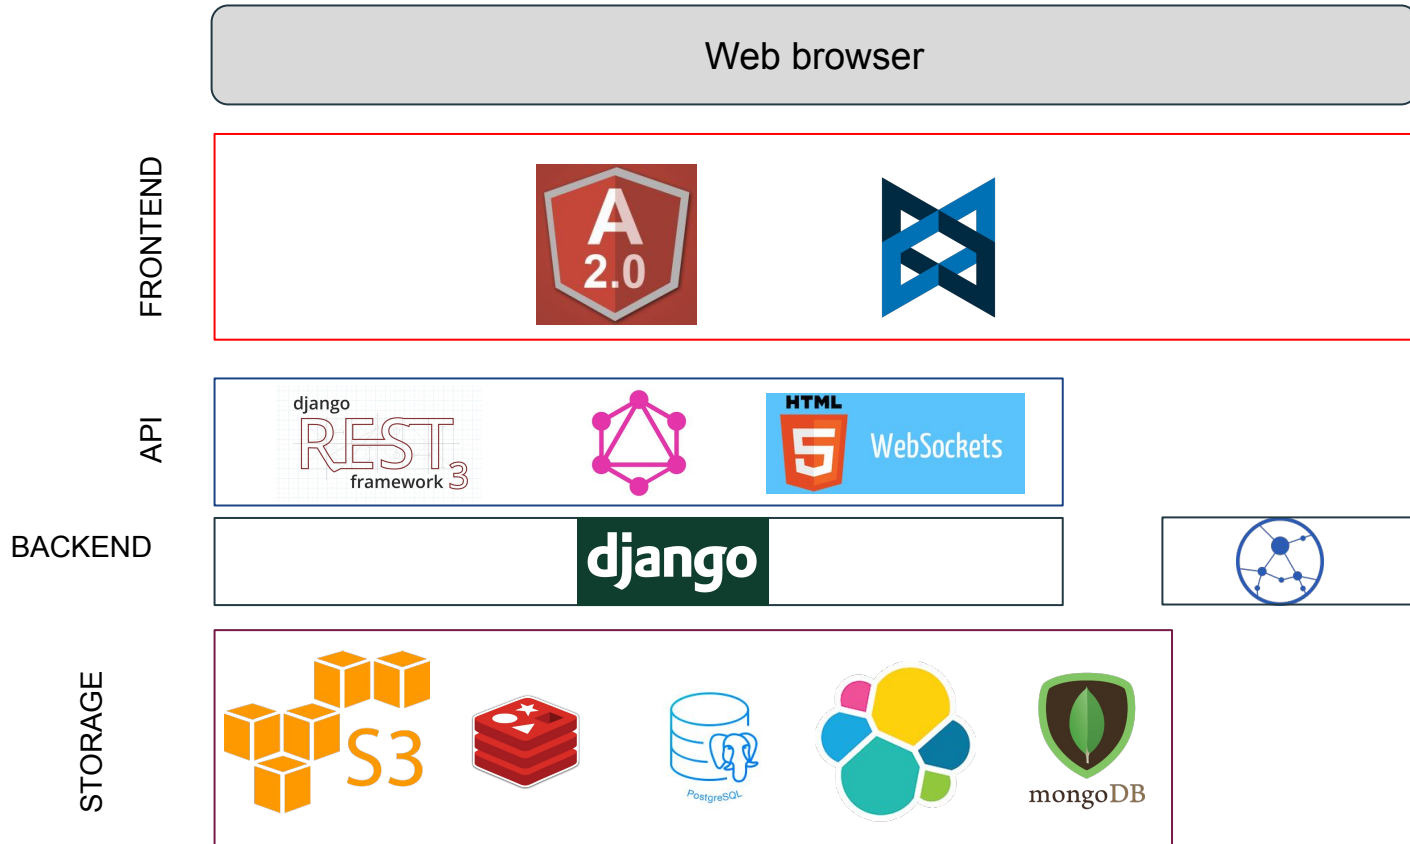 Web browser
FRONTEND
A
2.0
API
django
REST
framework 3
HTML
5
WebSockets
BACKEND
django
STORAGE
S3
PostgreSQL
mongoDB